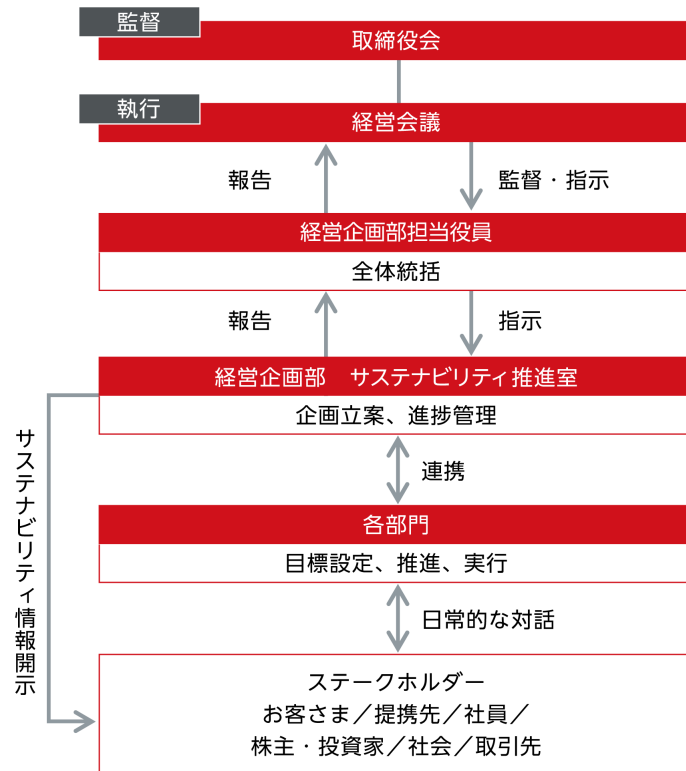 監督
取締役会
執行
経営会議
報告
監督・指示
経営企画部担当役員
全体統括
報告
指示
経営企画部　サステナビリティ推進室
企画立案、進捗管理
サステナビリティ情報開示
連携
各部門
目標設定、推進、実行
日常的な対話
ステークホルダー
お客さま／提携先／社員／
株主・投資家／社会／取引先